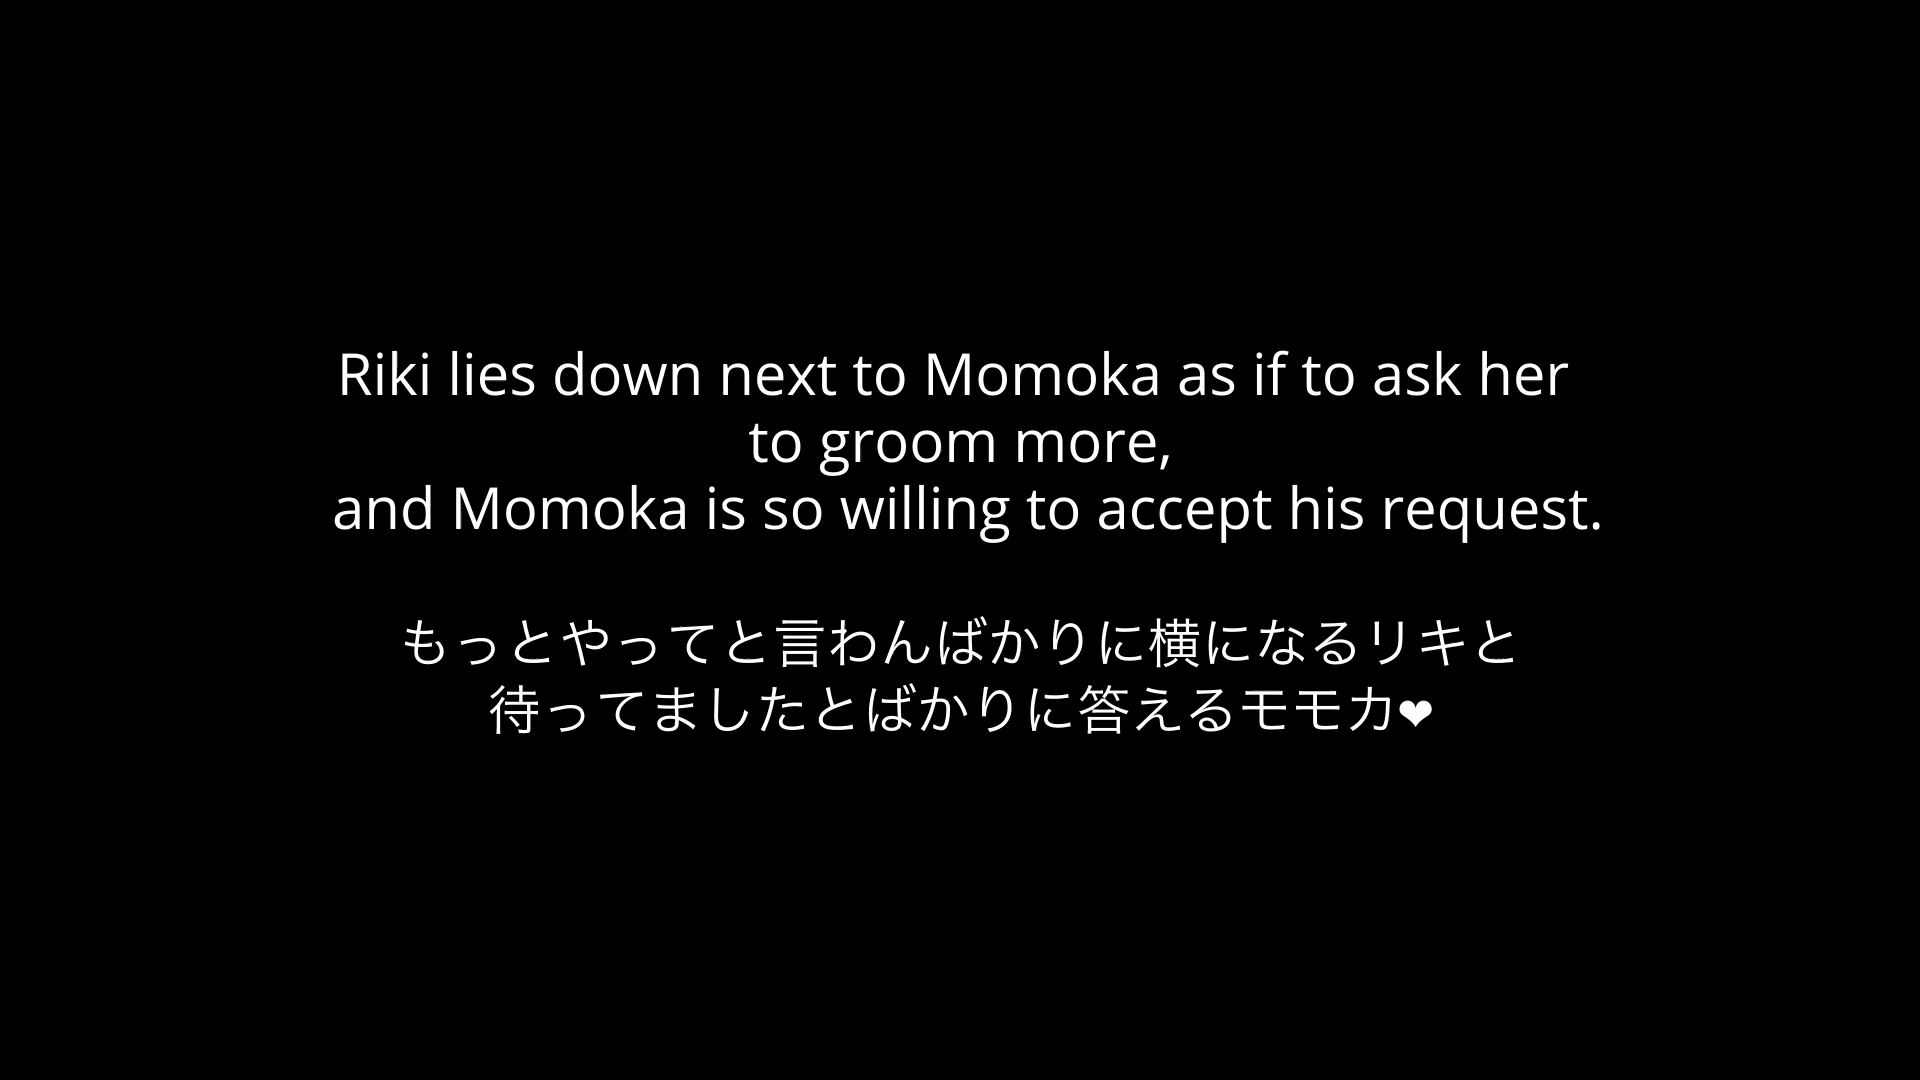 Riki lies down next to Momoka as if to ask her
to groom more,
and Momoka is so willing to accept his request.
もっとやってと言わんばかりに横になるリキと
待ってましたとばかりに答えるモモカ❤